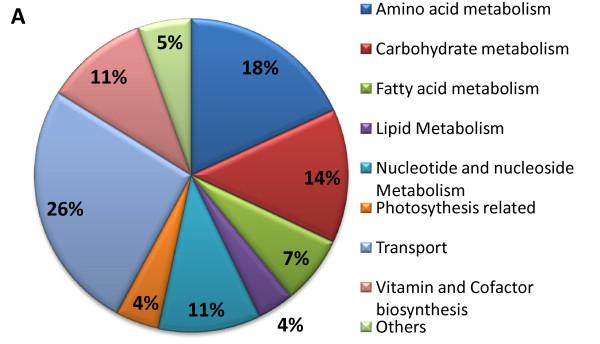 A
5%
18%
11%
14%
26%
7%
4%
11%
4%
Amino acid metabolism
Carbohydrate metabolism
Fatty acid metabolism
Lipid Metabolism
Nucleotide and nucleoside
Metabolism
Photosythesis related
Transport
Vitamin and Cofactor
biosynthesis
Others